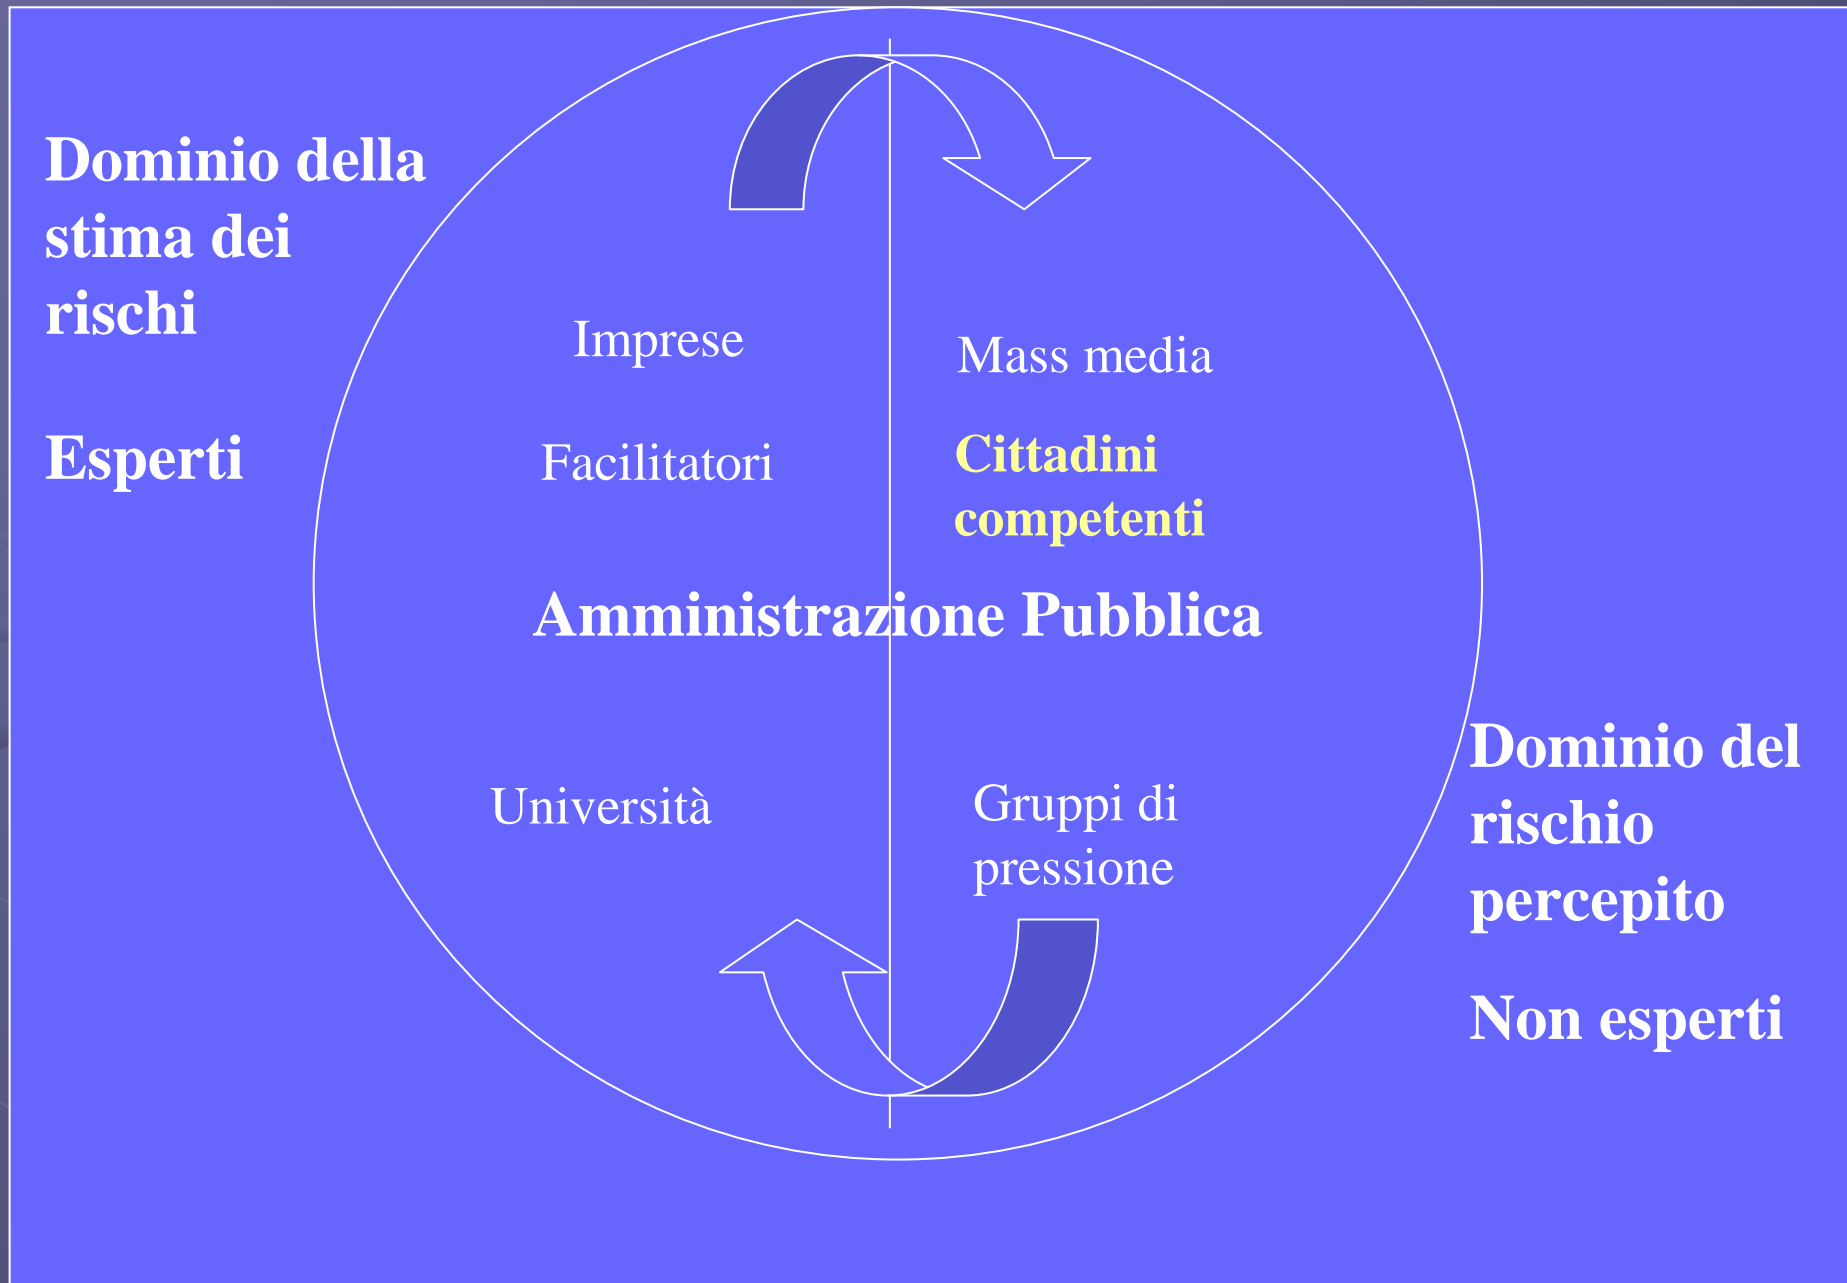 Dominio della
stima dei
rischi
Esperti
Imprese
Facilitatori
Mass media
Cittadini
competenti
Amministrazione Pubblica
Università
Gruppi di
pressione
Dominio del
rischio
percepito
Non esperti